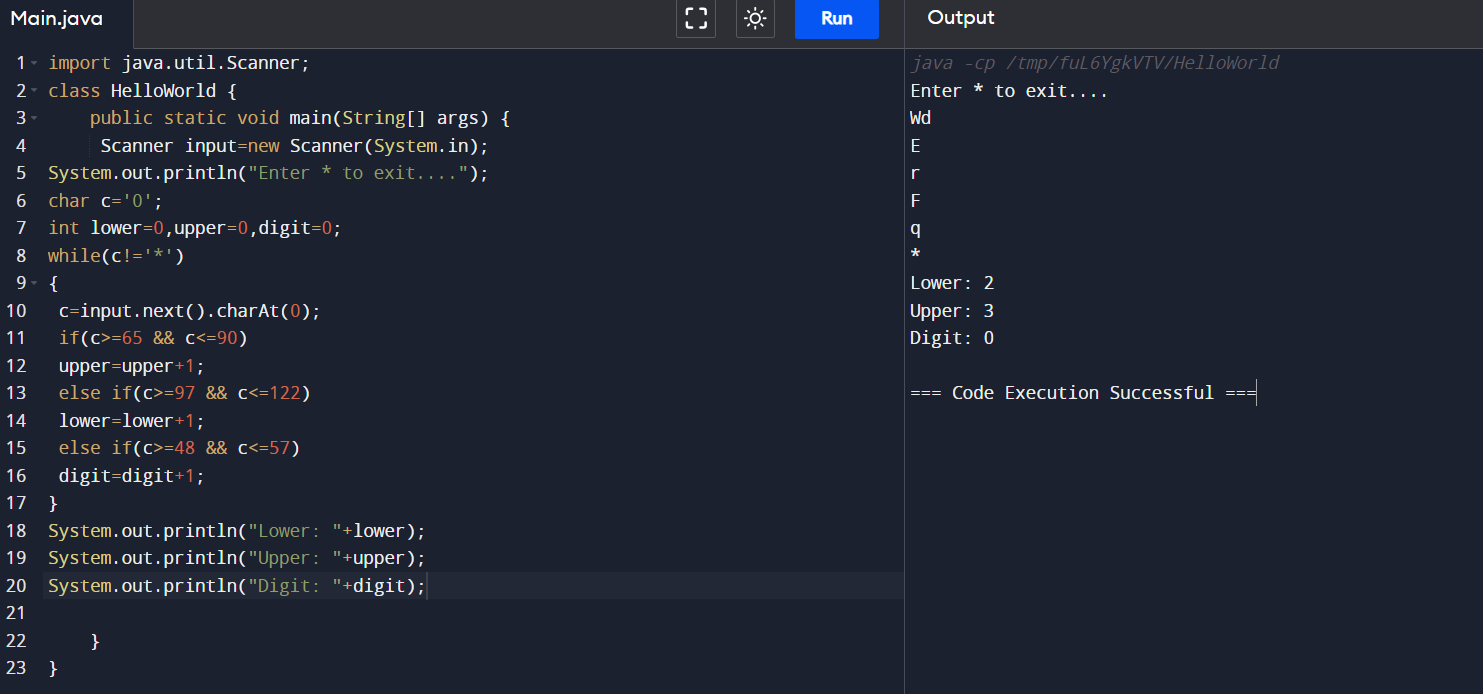 Main.java
Run
Output
1 import java.util.Scanner;
2 class HelloWorld {
3     public static void main(String[] args) {
4      Scanner input=new Scanner(System.in);
5 System.out.println("Enter * to exit....");
6 char c='0';
7 int lower=0,upper=0,digit=0;
8 while(c!='*')
9 {
10  c=input.next().charAt(0);
11  if(c>=65 && c<=90)
12  upper=upper+1;
13  else if(c>=97 && c<=122)
14  lower=lower+1;
15  else if(c>=48 && c<=57)
16  digit=digit+1;
17 }
18 System.out.println("Lower: "+lower);
19 System.out.println("Upper: "+upper);
20 System.out.println("Digit: "+digit);
21
22     }
23 }
java -cp /tmp/fuL6YgkVTV/HelloWorld
Enter * to exit....
Wd
E
r
F
q
*
Lower: 2
Upper: 3
Digit: 0
=== Code Execution Successful ===